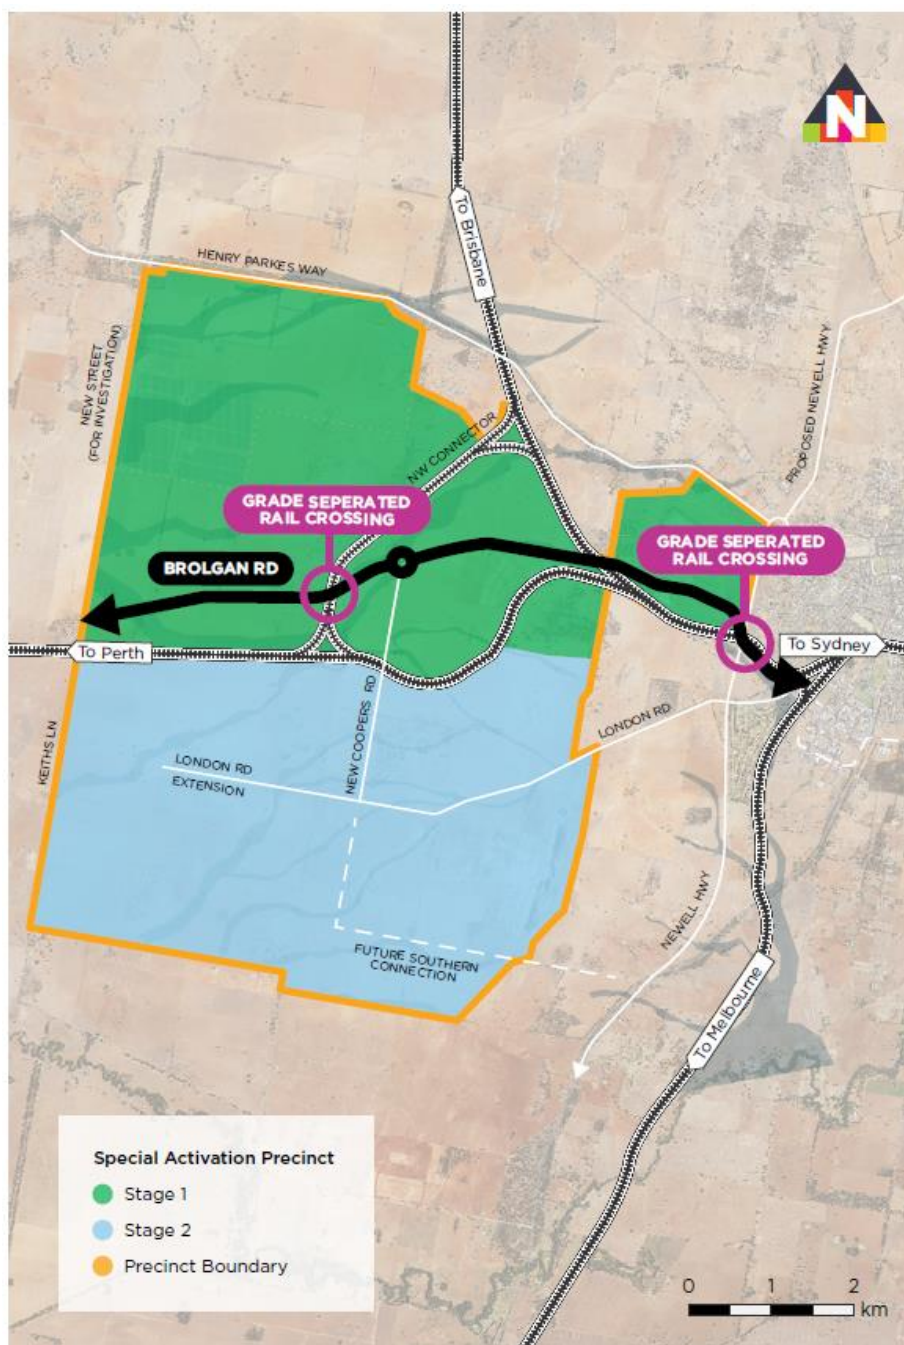 N
To Brisbane
HENRY PARKES WAY
NEW STREET
(FOR INVESTIGATION)
PROPOSED NEWELL HWY
NW CONNECTOR
GRADE SEPERATED
RAIL CROSSING
GRADE SEPERATED
RAIL CROSSING
BROLGAN RD
To Perth
To Sydney
KEITHS LN
NEW COOPERS RD
LONDON RD
LONDON RD
EXTENSION
NEWELL HWY
FUTURE SOUTHERN
CONNECTION
To Melbourne
Special Activation Precinct
Stage 1
Stage 2
Precinct Boundary
0 1 2
km